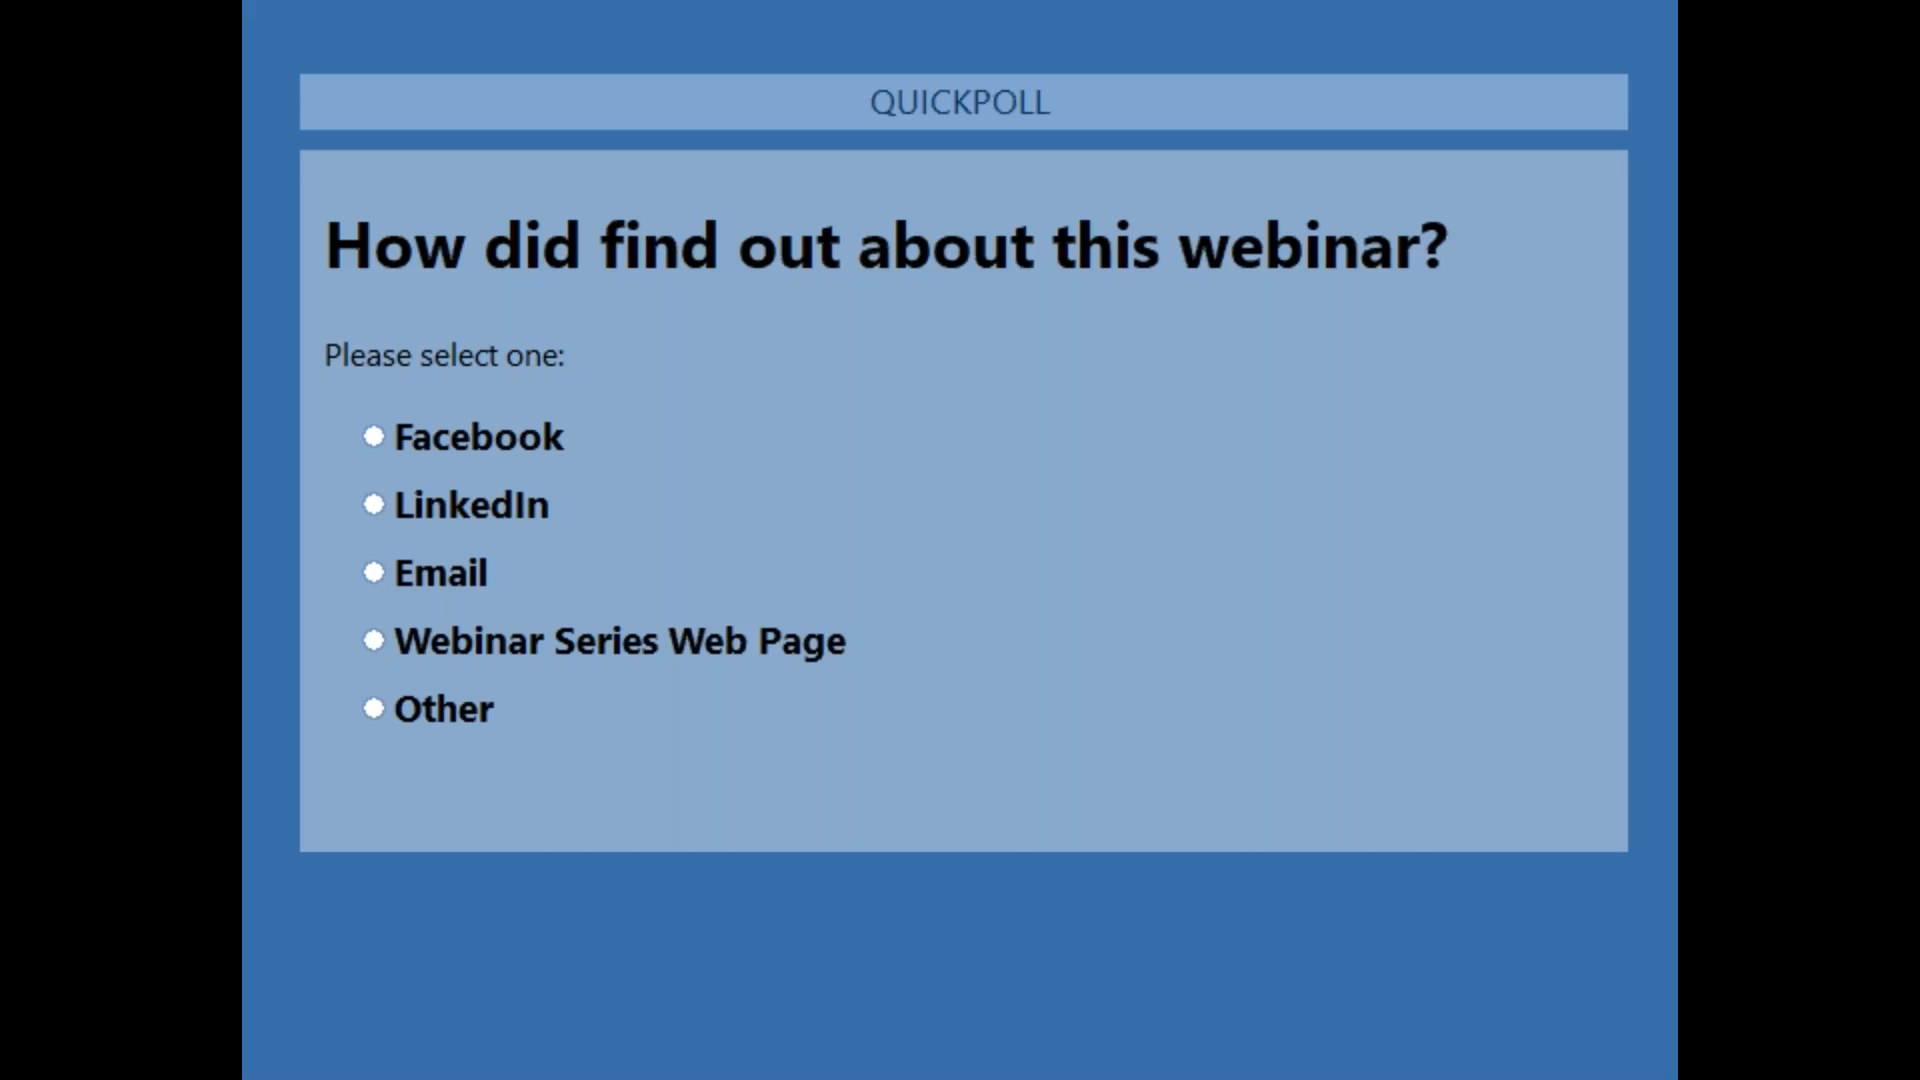 QUICKPOLL
How did find out about this webinar?
Please select one:
Facebook
LinkedIn
Email
Webinar Series Web Page
Other